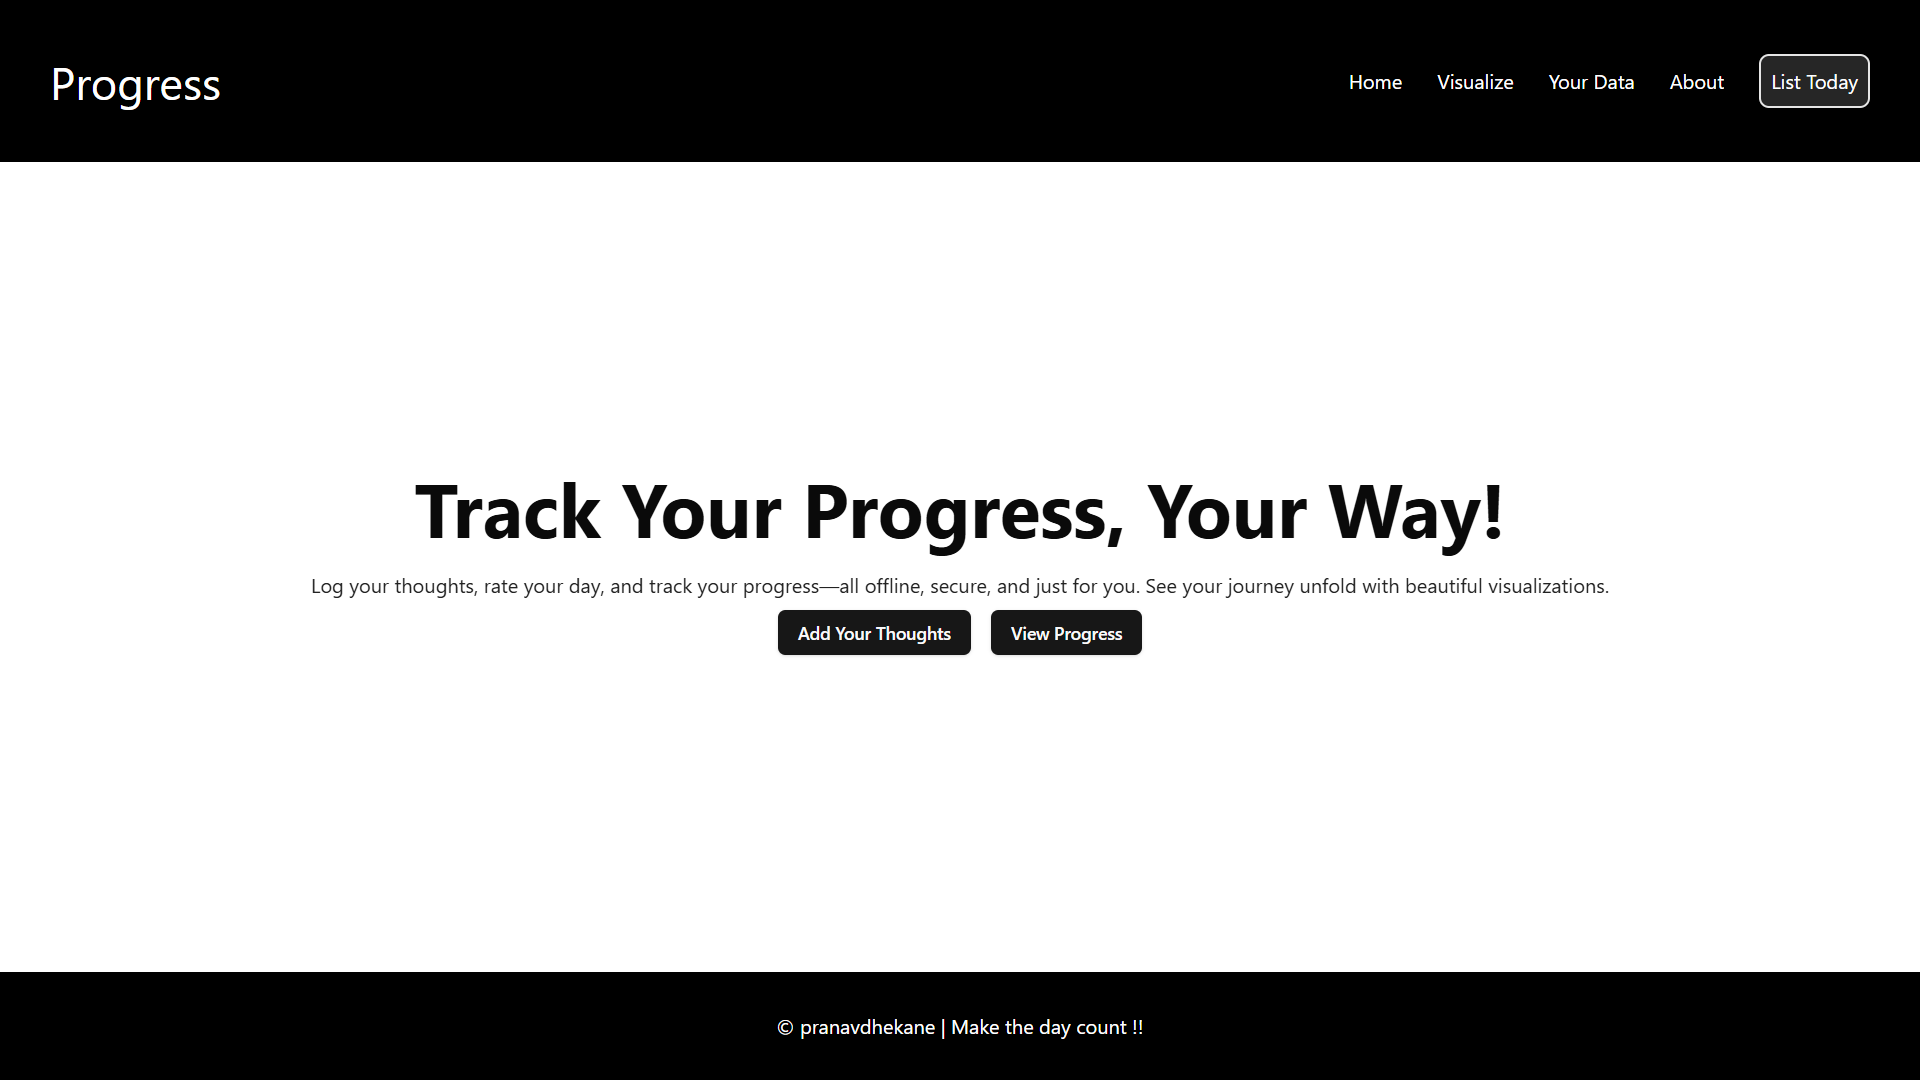 Progress
Home
Visualize
Your Data
About
List Today
Track Your Progress, Your Way!
Log your thoughts, rate your day, and track your progress—all offline, secure, and just for you. See your journey unfold with beautiful visualizations.
Add Your Thoughts
View Progress
© pranavdhekane | Make the day count !!